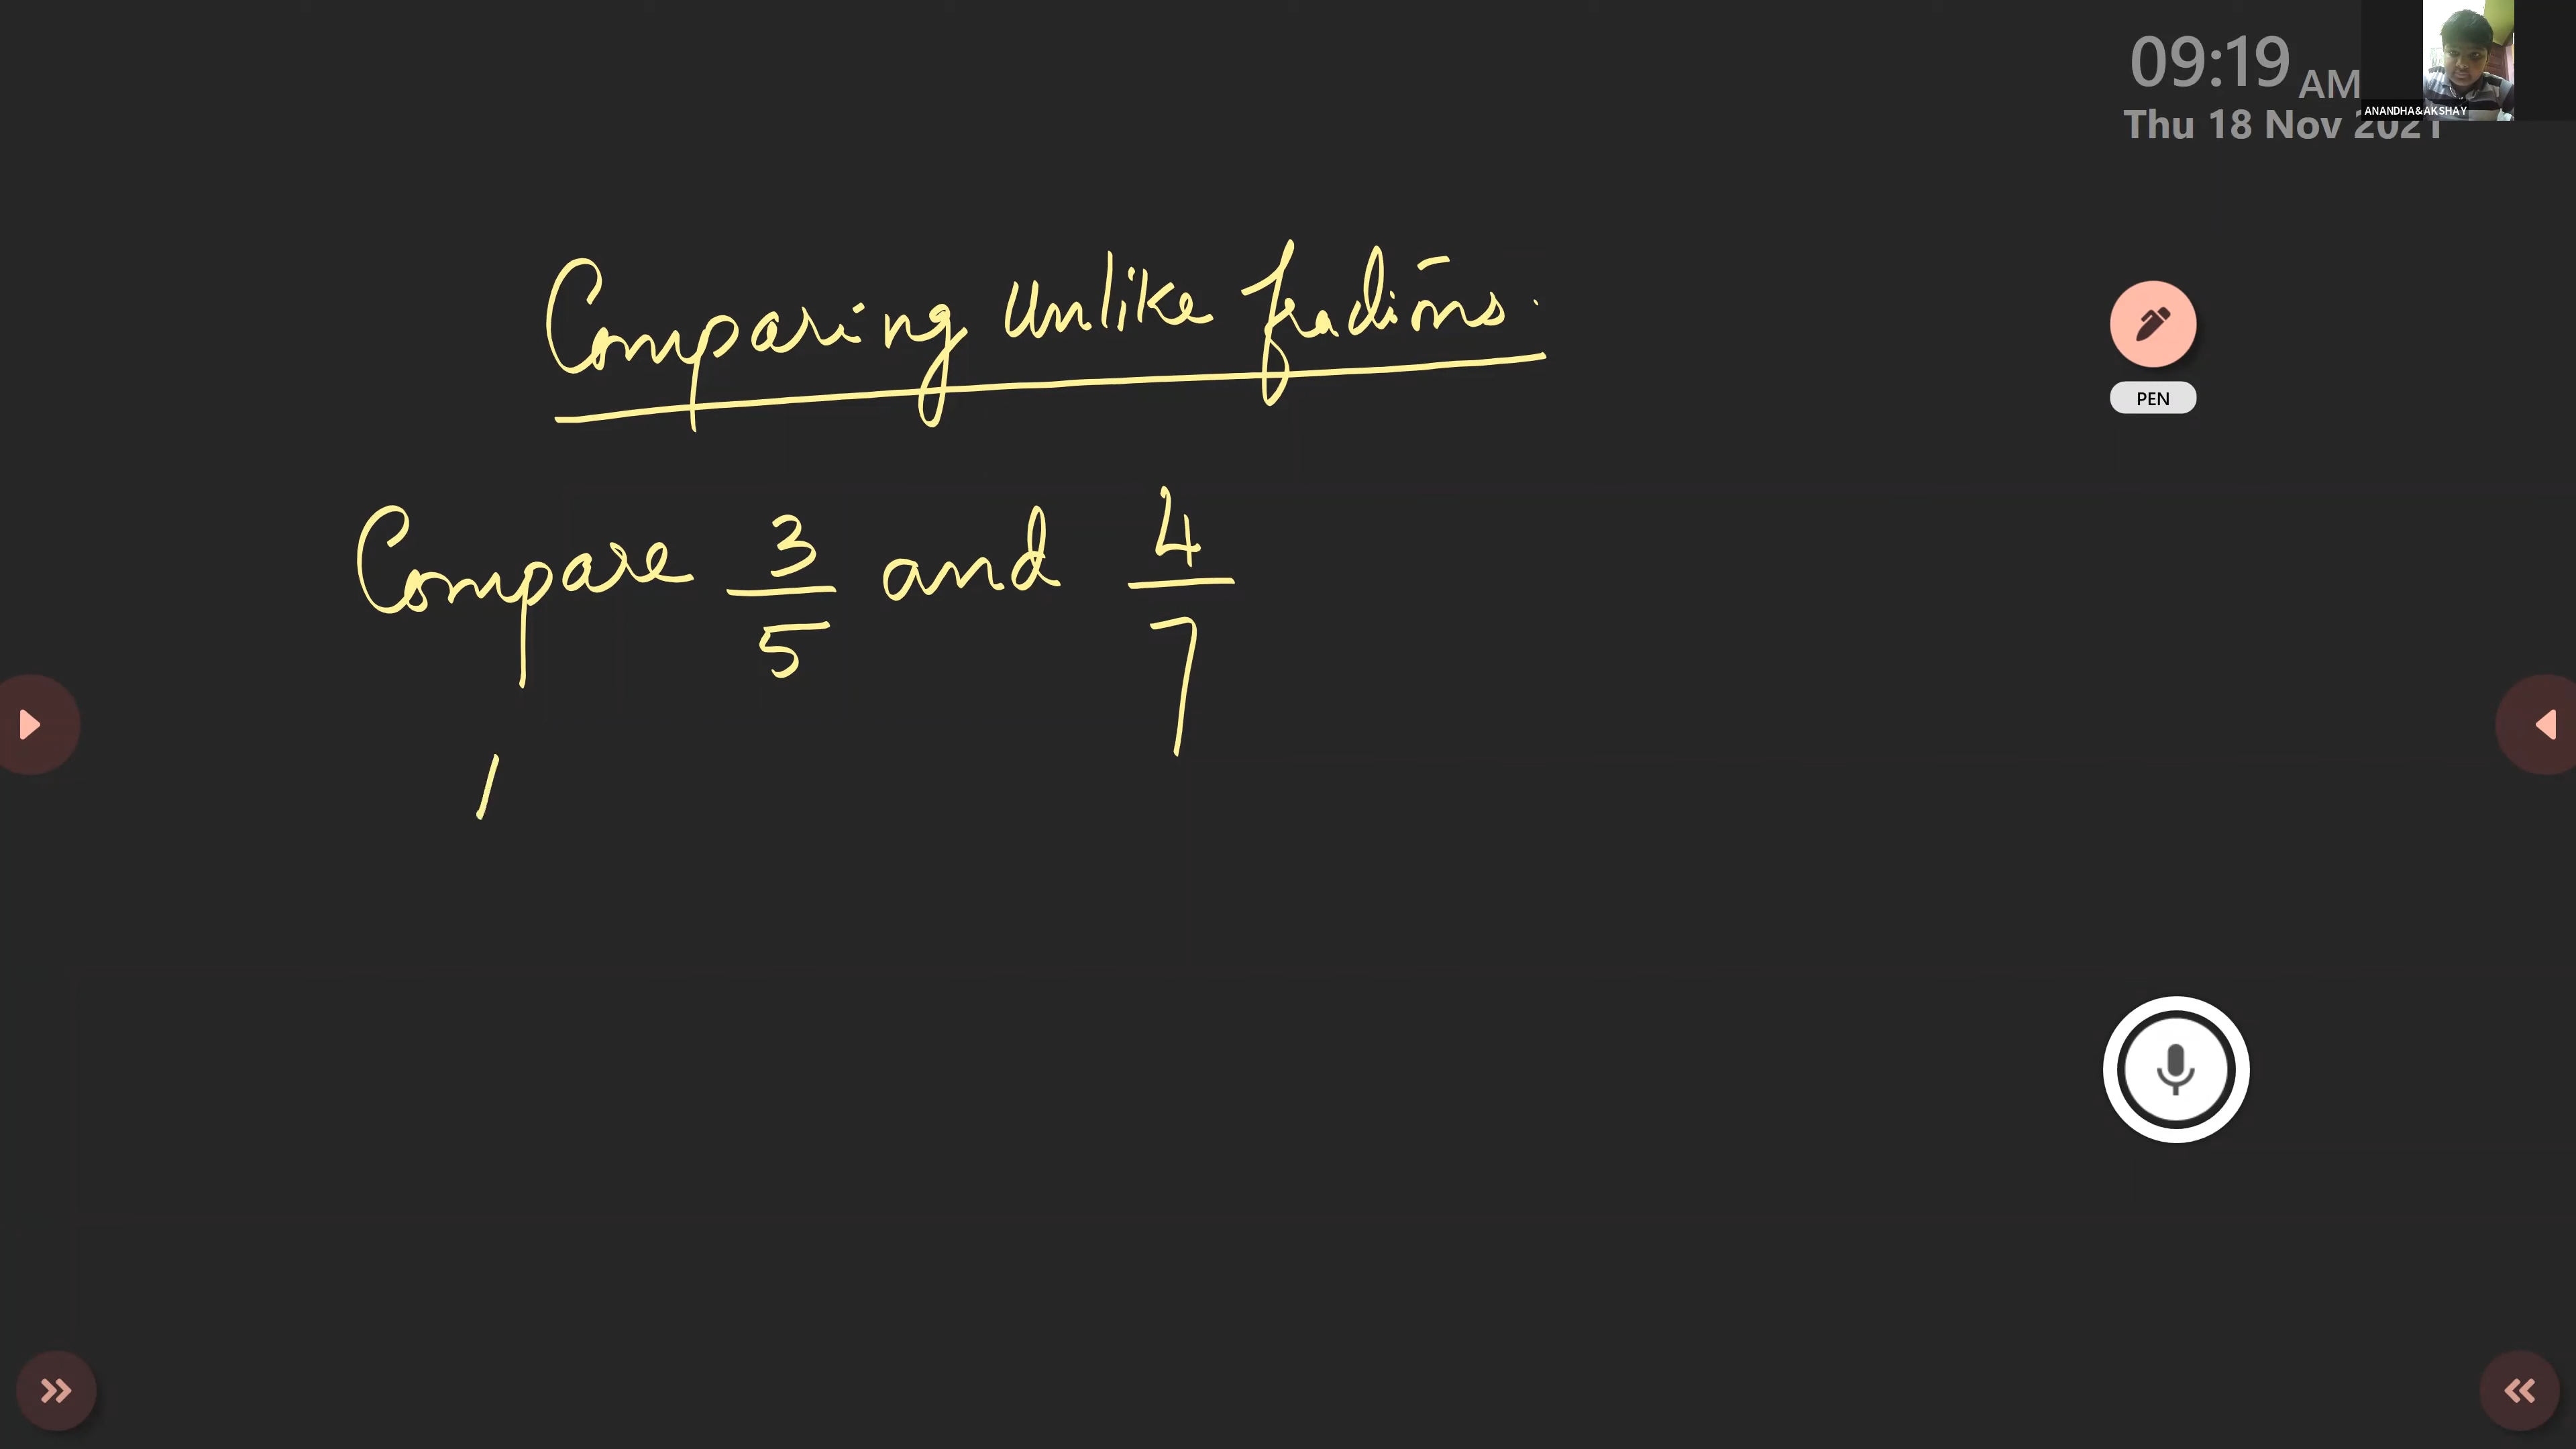 09:19 AM
Thu 18 Nov 2021
ANANDHA&AKSHAY
Comparing Unlike fractions.
PEN
Compare 3/5 and 4/7